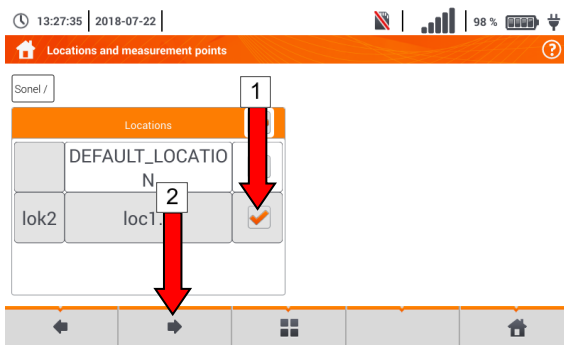 13:27:35 2018-07-22 98 %
Locations and measurement points
Sonel /
1
Locations
DEFAULT_LOCATIO
N
2
lok2 loc1.